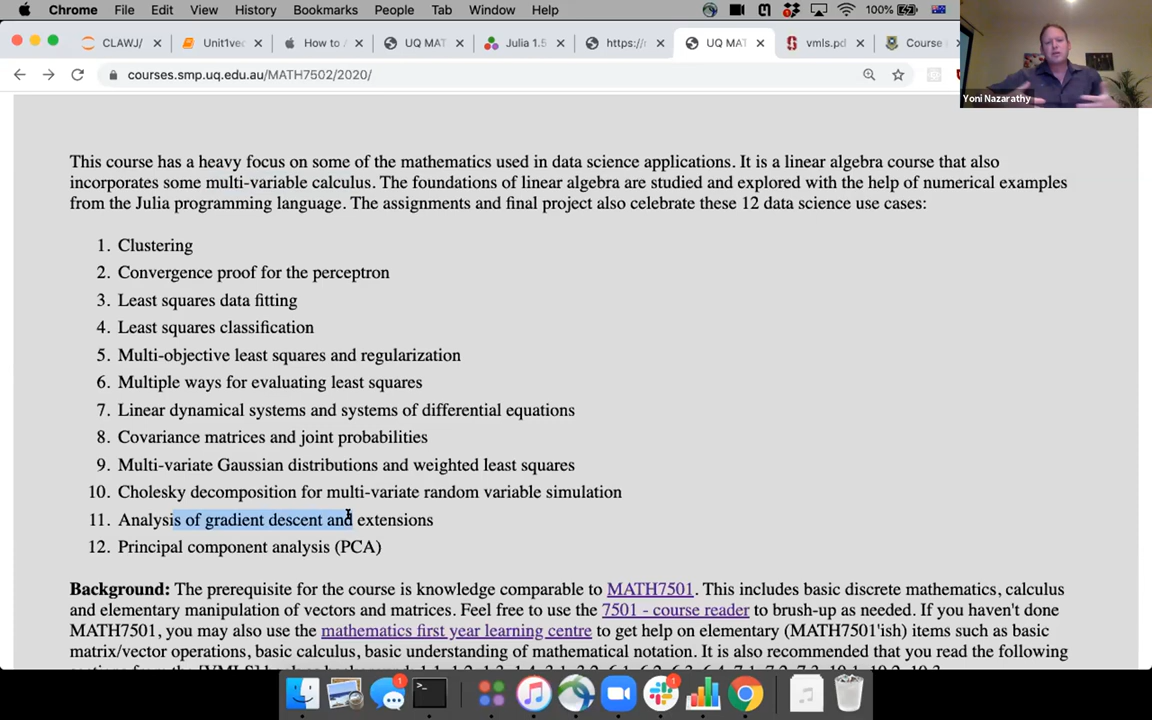 Chrome File Edit View History Bookmarks People Tab Window Help 100%
CLAWJ/ Unit1vec How to UQ MAT Julia 1.5 https:// UQ MAT vmls.pd Course
courses.smp.uq.edu.au/MATH7502/2020/
Yoni Nazarathy
This course has a heavy focus on some of the mathematics used in data science applications. It is a linear algebra course that also
incorporates some multi-variable calculus. The foundations of linear algebra are studied and explored with the help of numerical examples
from the Julia programming language. The assignments and final project also celebrate these 12 data science use cases:
1. Clustering
2. Convergence proof for the perceptron
3. Least squares data fitting
4. Least squares classification
5. Multi-objective least squares and regularization
6. Multiple ways for evaluating least squares
7. Linear dynamical systems and systems of differential equations
8. Covariance matrices and joint probabilities
9. Multi-variate Gaussian distributions and weighted least squares
10. Cholesky decomposition for multi-variate random variable simulation
11. Analysis of gradient descent and extensions
12. Principal component analysis (PCA)
Background: The prerequisite for the course is knowledge comparable to MATH7501. This includes basic discrete mathematics, calculus
and elementary manipulation of vectors and matrices. Feel free to use the 7501 - course reader to brush-up as needed. If you haven't done
MATH7501, you may also use the mathematics first year learning centre to get help on elementary (MATH7501'ish) items such as basic
matrix/vector operations, basic calculus, basic understanding of mathematical notation. It is also recommended that you read the following